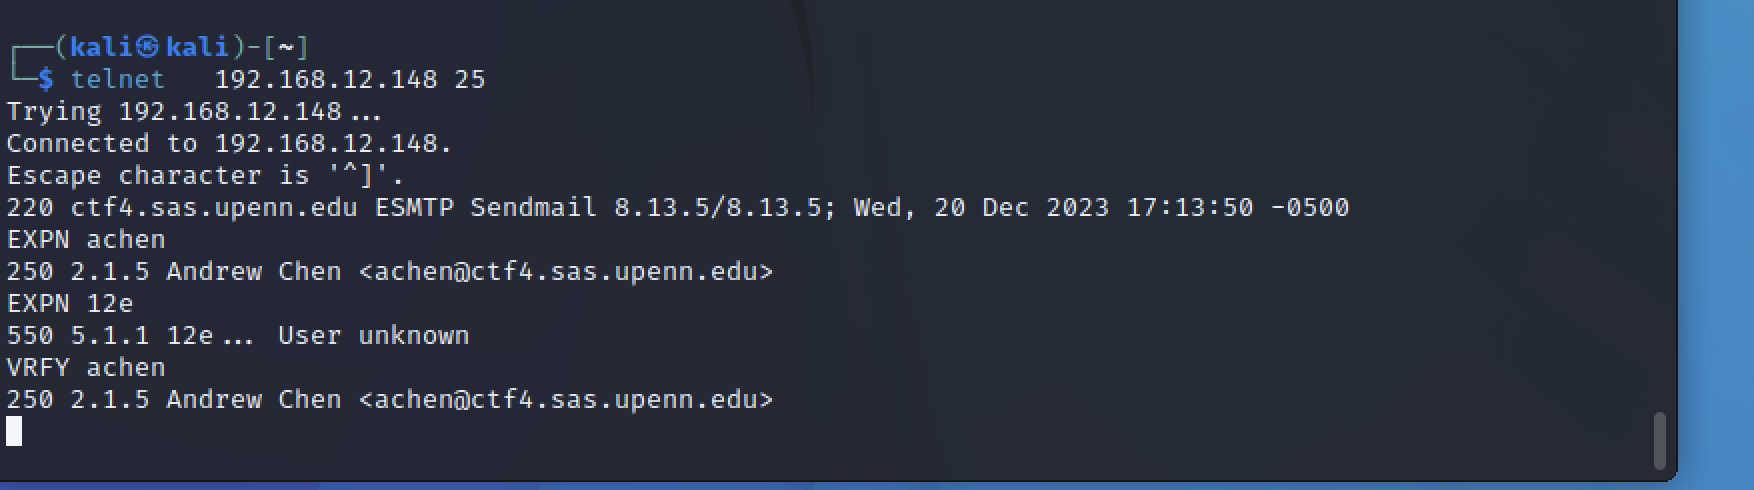 ┌──(kali㉿kali)-[~]
└─$ telnet   192.168.12.148 25
Trying 192.168.12.148...
Connected to 192.168.12.148.
Escape character is '^]'.
220 ctf4.sas.upenn.edu ESMTP Sendmail 8.13.5/8.13.5; Wed, 20 Dec 2023 17:13:50 -0500
EXPN achen
250 2.1.5 Andrew Chen <achen@ctf4.sas.upenn.edu>
EXPN 12e
550 5.1.1 12e... User unknown
VRFY achen
250 2.1.5 Andrew Chen <achen@ctf4.sas.upenn.edu>